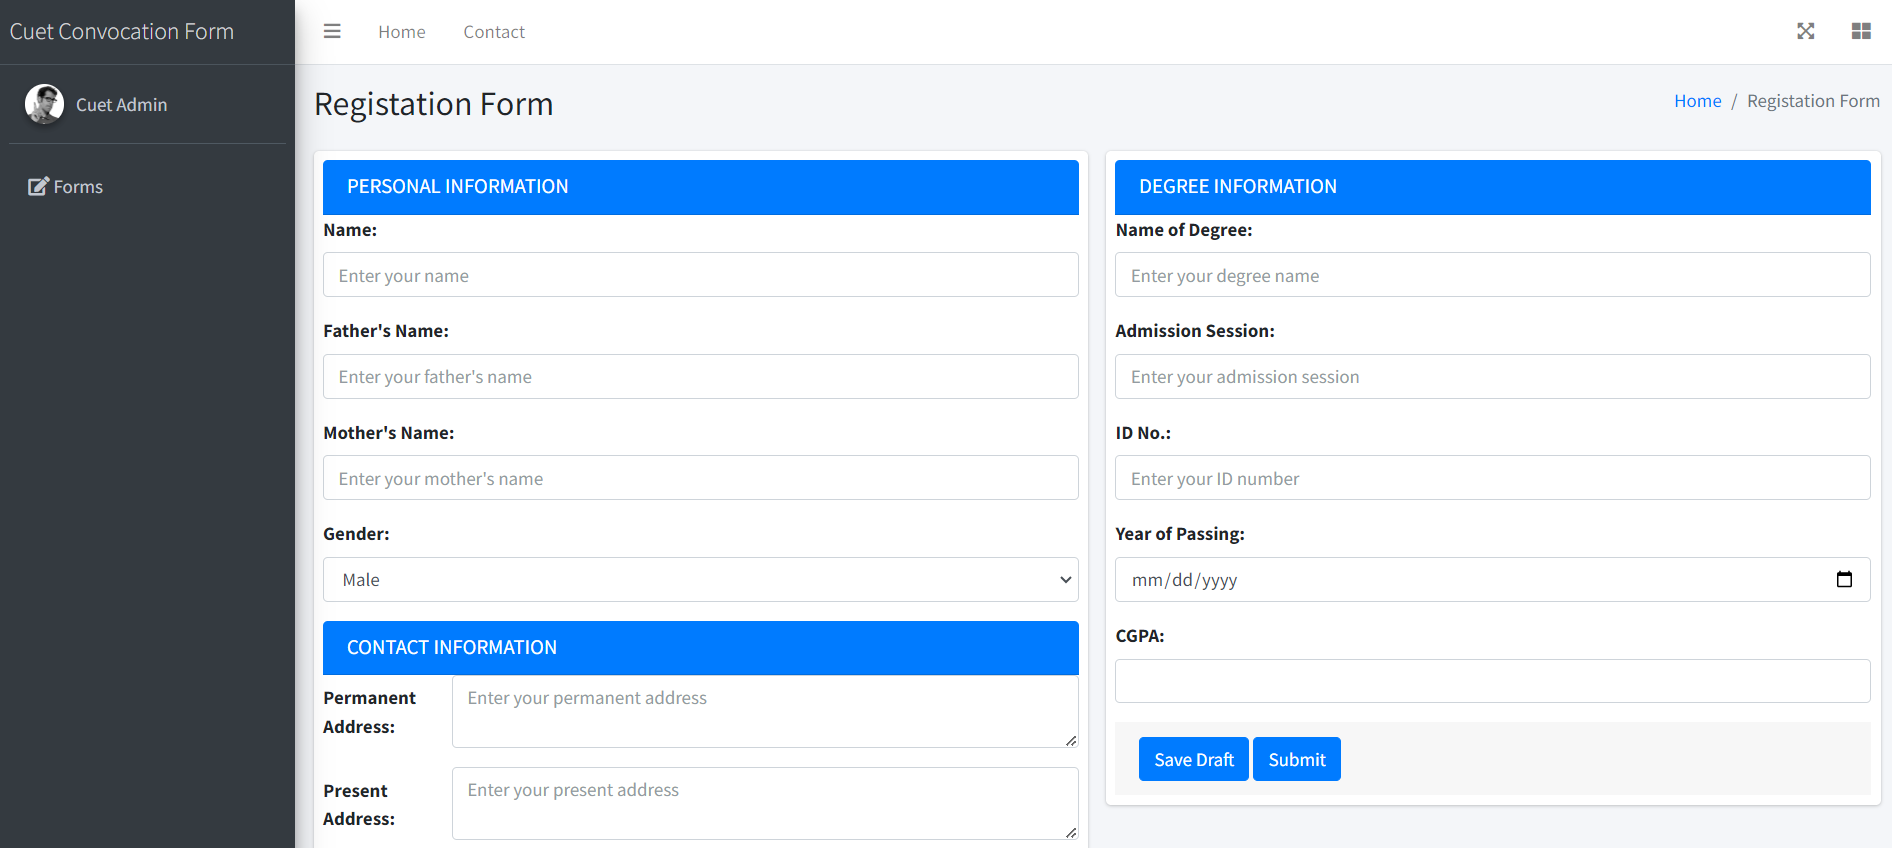 Cuet Convocation Form
Cuet Admin
Forms
Home
Contact
Registation Form
Home / Registation Form
PERSONAL INFORMATION
Name:
Enter your name
Father's Name:
Enter your father's name
Mother's Name:
Enter your mother's name
Gender:
Male
CONTACT INFORMATION
Permanent
Address:
Enter your permanent address
Present
Address:
Enter your present address
DEGREE INFORMATION
Name of Degree:
Enter your degree name
Admission Session:
Enter your admission session
ID No.:
Enter your ID number
Year of Passing:
mm/dd/yyyy
CGPA:
Save Draft
Submit